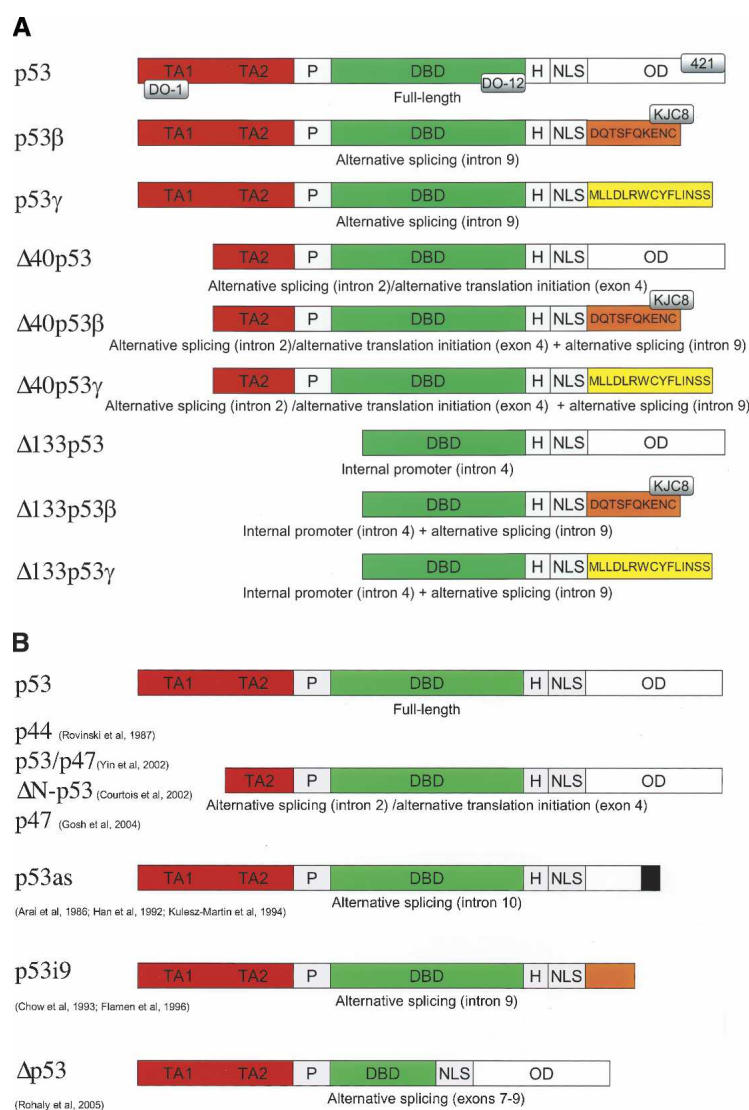 A
p53 TA1 TA2 P DBD H NLS OD 421
DO-1 DO-12
Full-length
KJC8
p53β TA1 TA2 P DBD H NLS DQTSFQKENC
Alternative splicing (intron 9)
p53γ TA1 TA2 P DBD H NLS MLLDLRWCYFLINSS
Alternative splicing (intron 9)
Δ40p53 TA2 P DBD H NLS OD
Alternative splicing (intron 2)/alternative translation initiation (exon 4)
KJC8
Δ40p53β TA2 P DBD H NLS DQTSFQKENC
Alternative splicing (intron 2)/alternative translation initiation (exon 4) + alternative splicing (intron 9)
Δ40p53γ TA2 P DBD H NLS MLLDLRWCYFLINSS
Alternative splicing (intron 2) /alternative translation initiation (exon 4) + alternative splicing (intron 9)
Δ133p53 DBD H NLS OD
Internal promoter (intron 4)
KJC8
Δ133p53β DBD H NLS DQTSFQKENC
Internal promoter (intron 4) + alternative splicing (intron 9)
Δ133p53γ DBD H NLS MLLDLRWCYFLINSS
Internal promoter (intron 4) + alternative splicing (intron 9)
B
p53 TA1 TA2 P DBD H NLS OD
Full-length
p44 (Rovinski et al, 1987)
p53/p47 (Yin et al, 2002)
ΔN-p53 (Courtois et al, 2002) TA2 P DBD H NLS OD
Alternative splicing (intron 2) /alternative translation initiation (exon 4)
p47 (Gosh et al, 2004)
p53as TA1 TA2 P DBD H NLS
Alternative splicing (intron 10)
(Arai et al, 1986; Han et al, 1992; Kulesz-Martin et al, 1994)
p53i9 TA1 TA2 P DBD H NLS
Alternative splicing (intron 9)
(Chow et al, 1993; Flamen et al, 1996)
Δp53 TA1 TA2 P DBD NLS OD
Alternative splicing (exons 7-9)
(Rohaly et al, 2005)